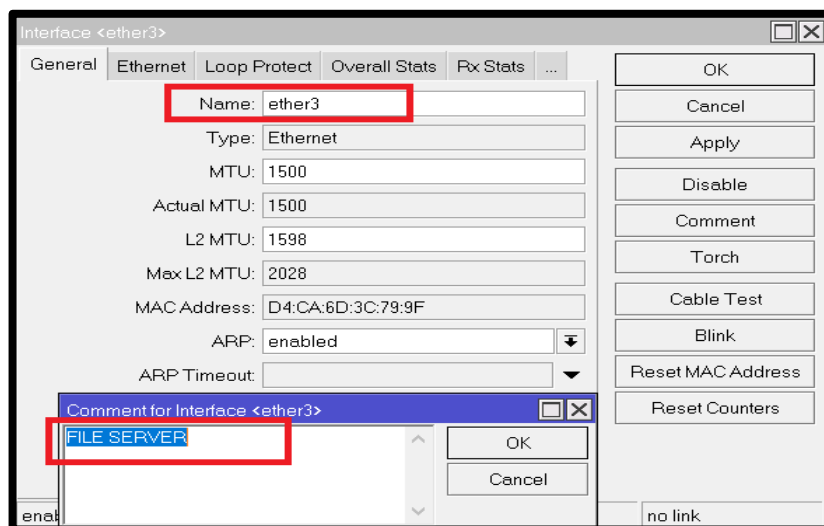 Interface <ether3>
General Ethernet Loop Protect Overall Stats Rx Stats ...
Name: ether3
Type: Ethernet
MTU: 1500
Actual MTU: 1500
L2 MTU: 1598
Max L2 MTU: 2028
MAC Address: D4:CA:6D:3C:79:9F
ARP: enabled
ARP Timeout:
OK
Cancel
Apply
Disable
Comment
Torch
Cable Test
Blink
Reset MAC Address
Reset Counters
Comment for Interface <ether3>
FILE SERVER
OK
Cancel
no link